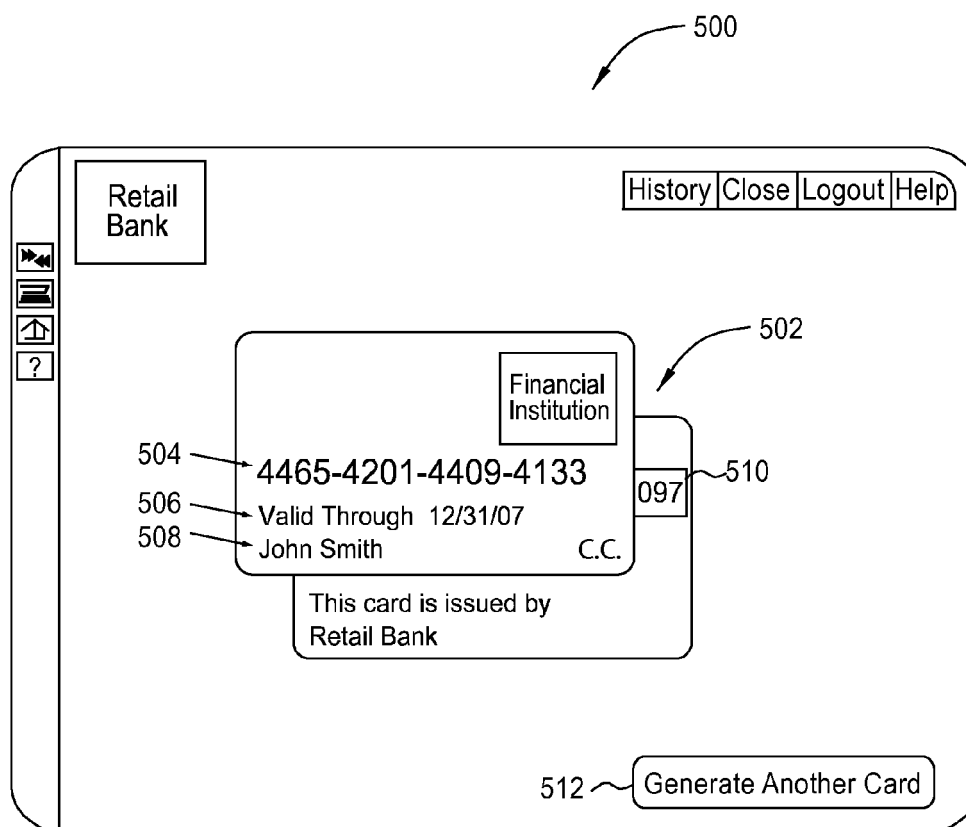 500
Retail
Bank
History Close Logout Help
?
502
Financial
Institution
504
4465-4201-4409-4133
510
097
506
Valid Through 12/31/07
508
John Smith
C.C.
This card is issued by
Retail Bank
512
Generate Another Card